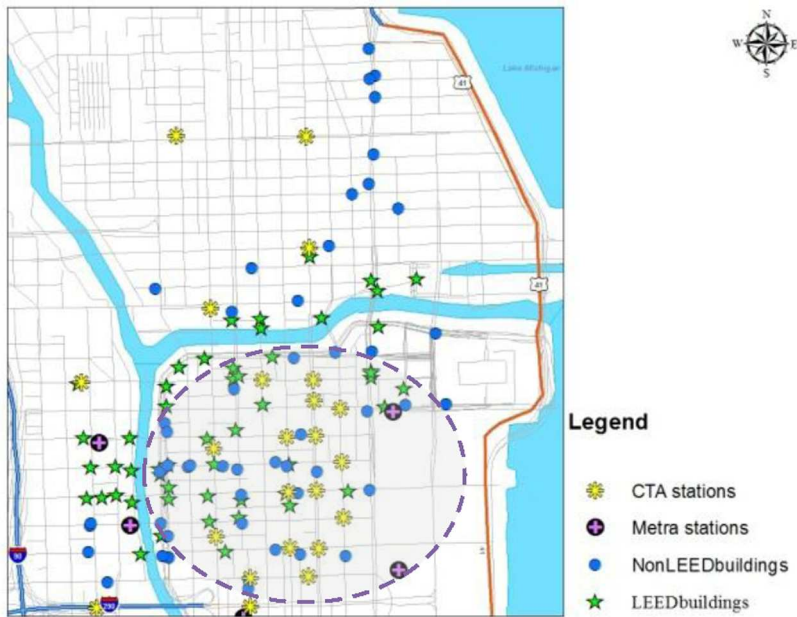 N
W E
S
41
Lake Michigan
41
90
290
Legend
CTA stations
Metra stations
NonLEEDbuildings
LEEDbuildings